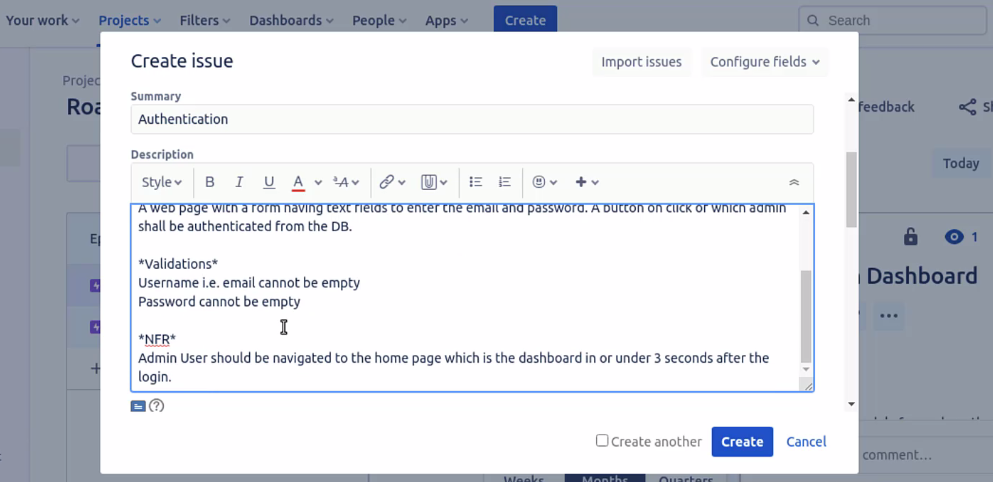 Your work Projects Filters Dashboards People Apps Create Search
Create issue Import issues Configure fields
Projec
Summary
Roa
Authentication
feedback
Description
Style B I U A
Today
A web page with a form having text fields to enter the email and password. A button on click or which admin
shall be authenticated from the DB.
Ep
1
*Validations*
Username i.e. email cannot be empty
Dashboard
Password cannot be empty
*NFR*
Admin User should be navigated to the home page which is the dashboard in or under 3 seconds after the
login.
Create another Create Cancel
comment...
Weeks Months Quarters